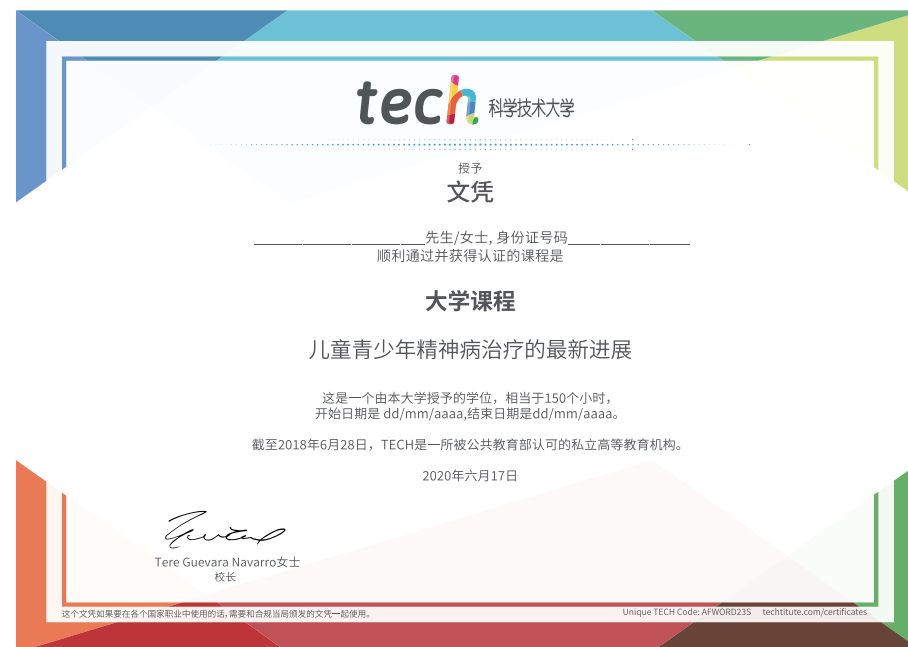 tech 科学技术大学
授予
文凭
______________________先生/女士, 身份证号码_______________
顺利通过并获得认证的课程是
大学课程
儿童青少年精神病治疗的最新进展
这是一个由本大学授予的学位，相当于150个小时，
开始日期是 dd/mm/aaaa,结束日期是dd/mm/aaaa。
截至2018年6月28日，TECH是一所被公共教育部认可的私立高等教育机构。
2020年六月17日
Tere Guevara Navarro女士
校长
这个文凭如果要在各个国家职业中使用的话,需要和合规当局颁发的文凭一起使用。
Unique TECH Code: AFWORD23S techtitute.com/certificates